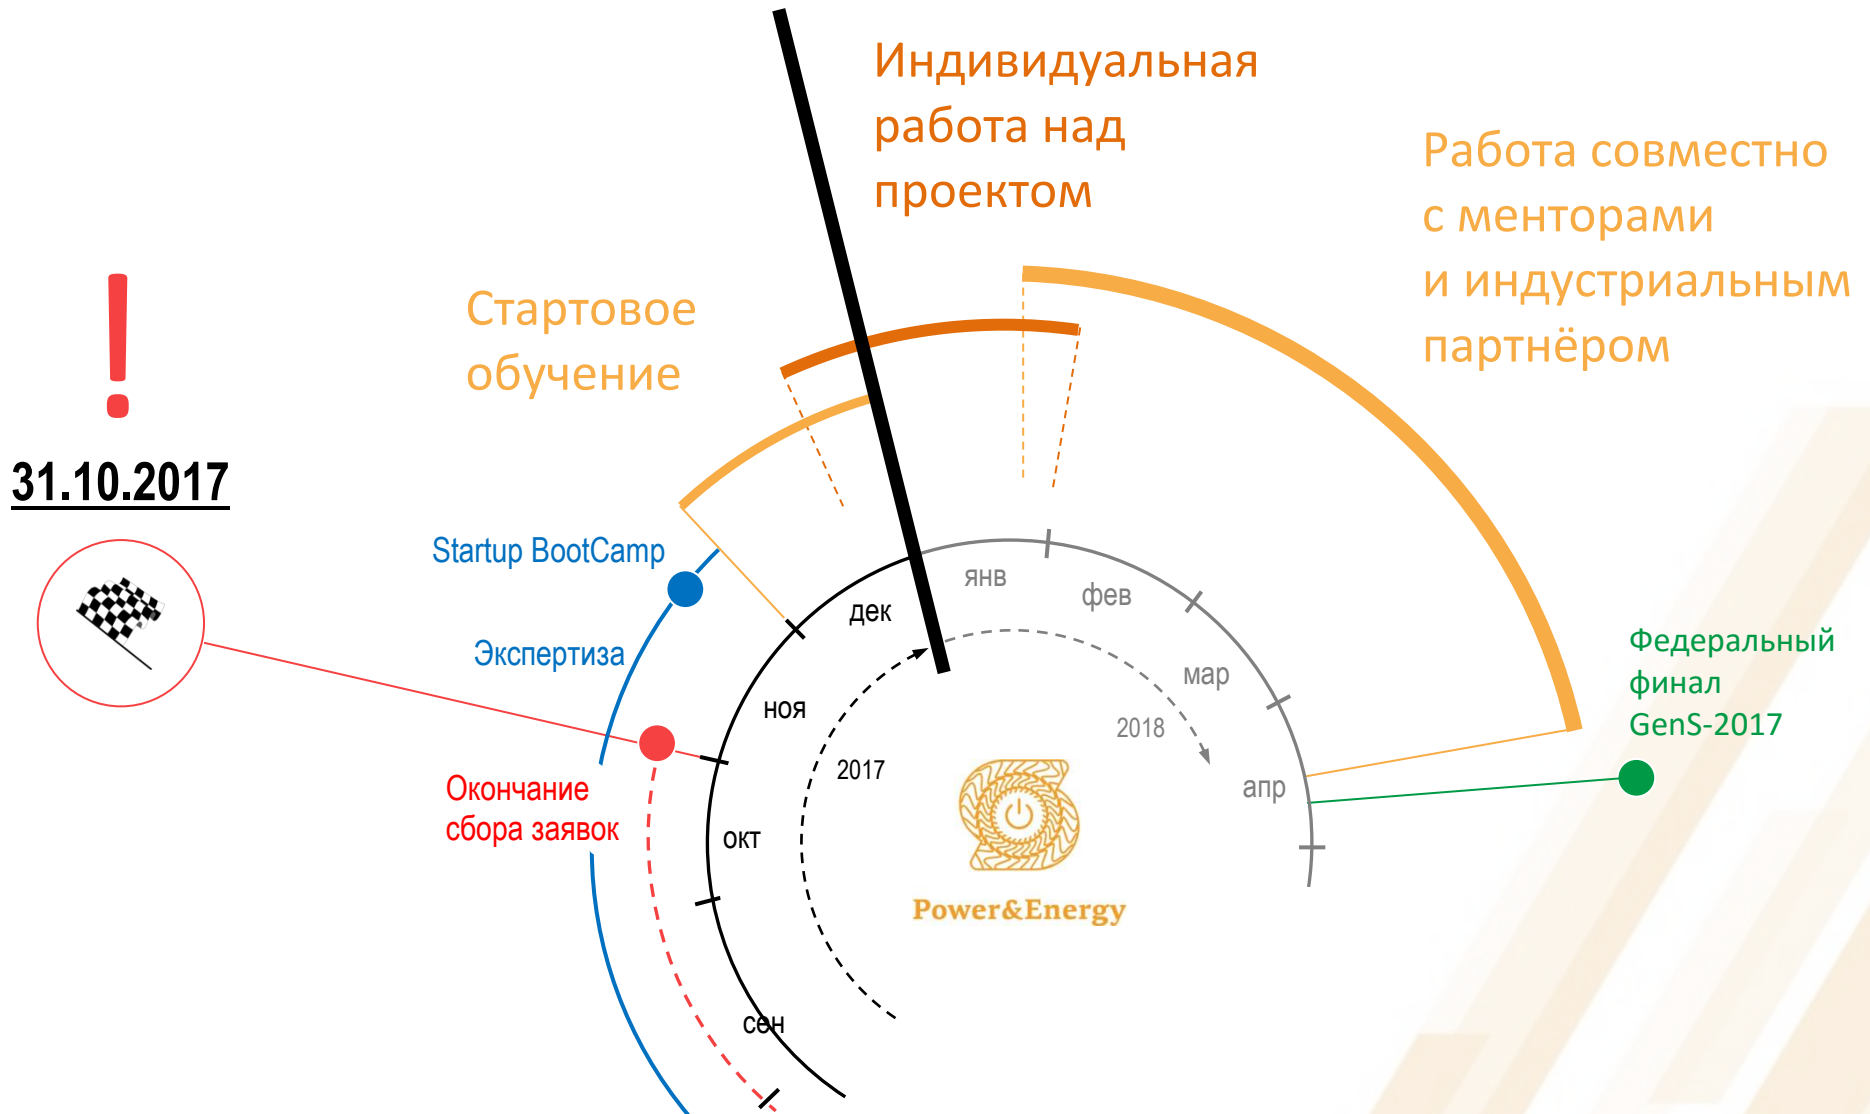 Индивидуальная
работа над
проектом
Работа совместно
с менторами
и индустриальным
партнёром
Стартовое
обучение
!
31.10.2017
Startup BootCamp
Экспертиза
Окончание
сбора заявок
сен
окт
ноя
дек
янв
фев
мар
апр
2017
2018
Power&Energy
Федеральный
финал
GenS-2017